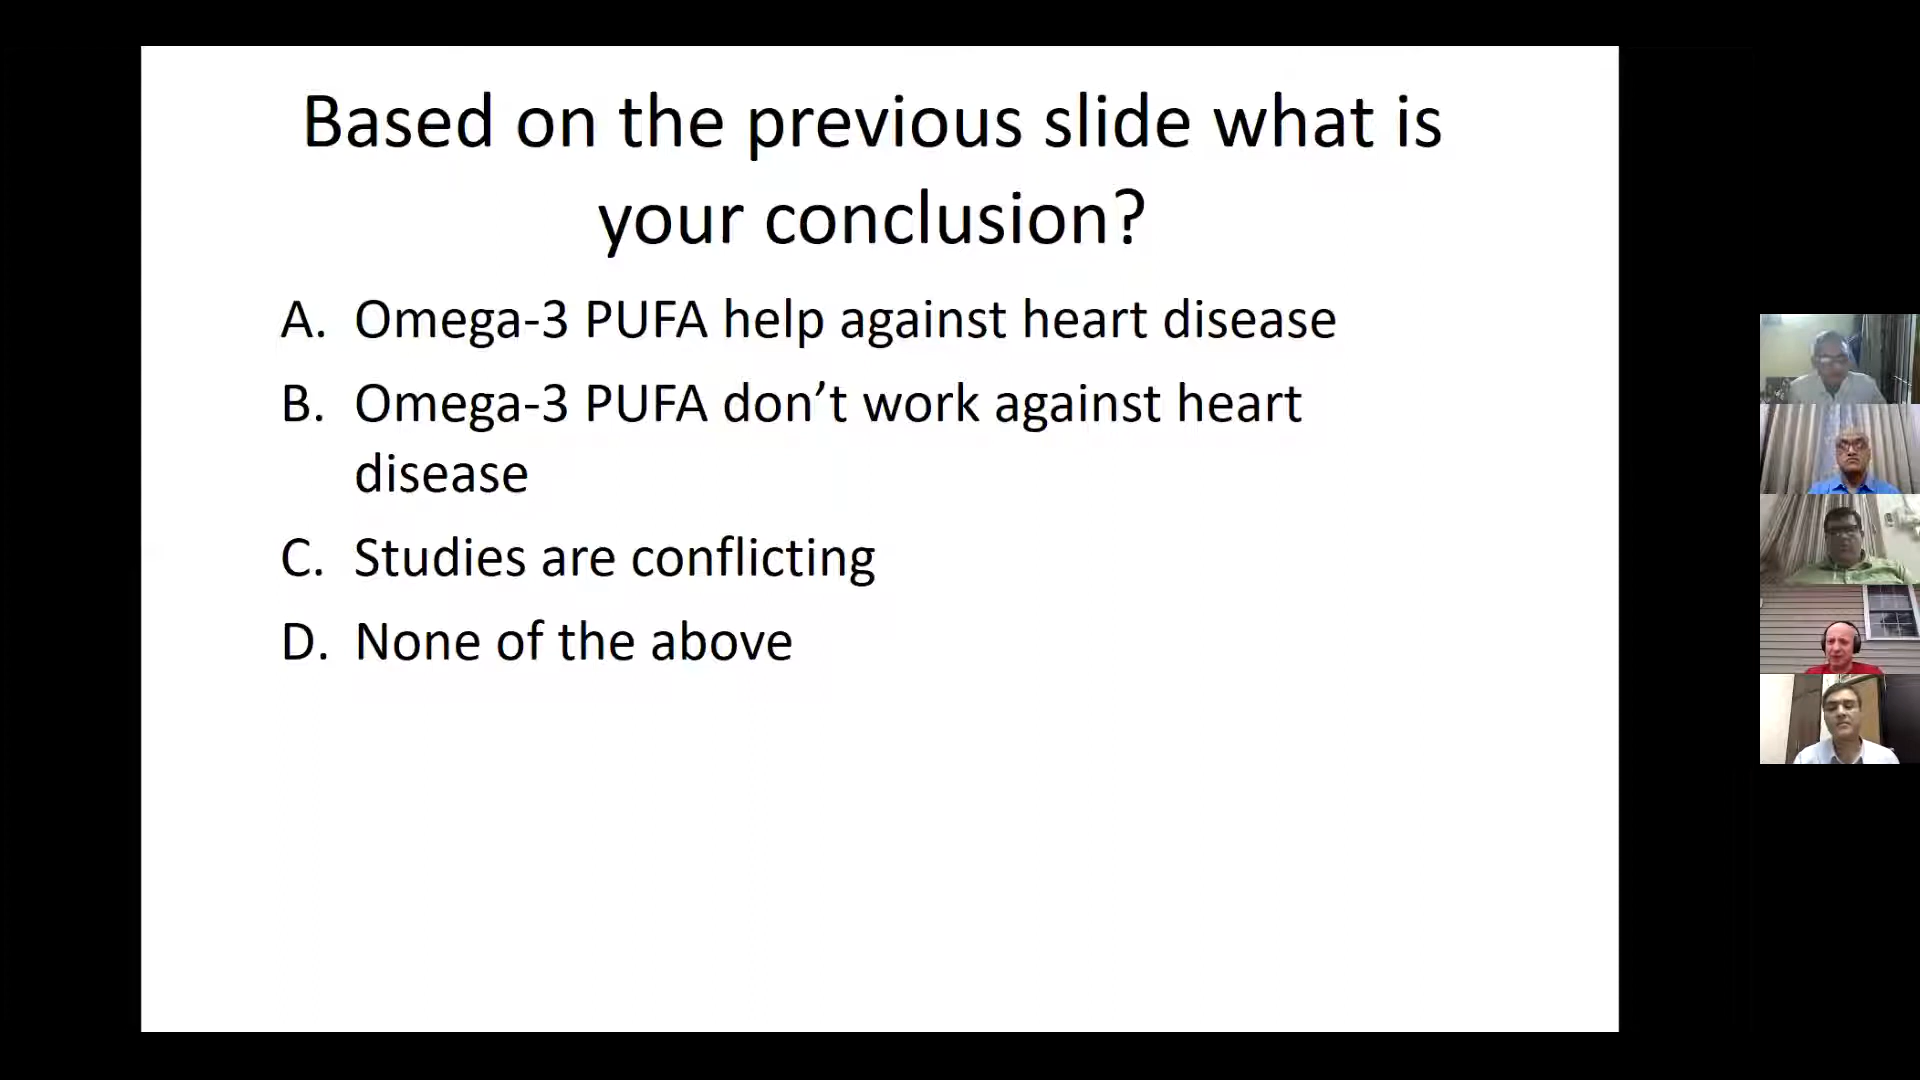 Based on the previous slide what is
your conclusion?
A. Omega-3 PUFA help against heart disease
B. Omega-3 PUFA don’t work against heart
disease
C. Studies are conflicting
D. None of the above